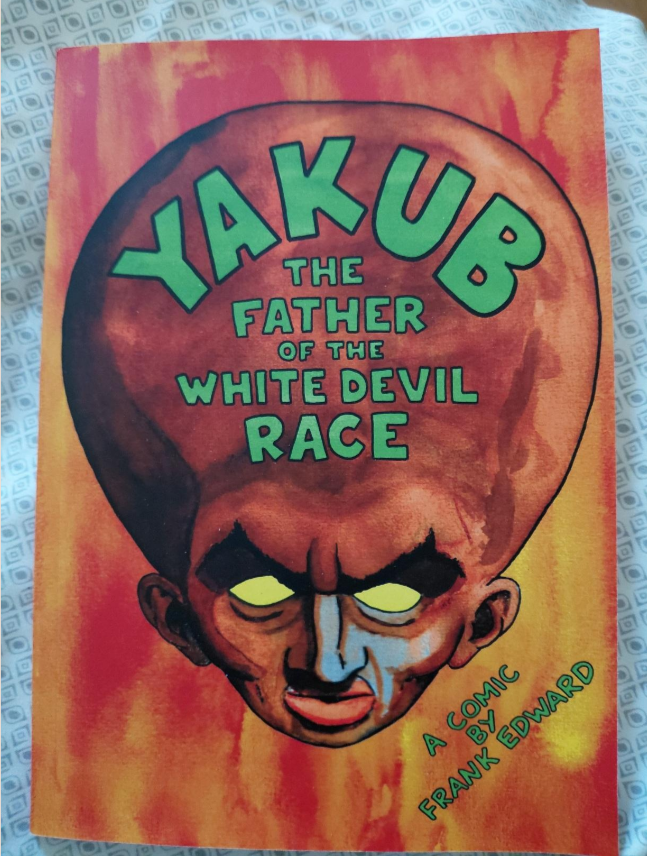 YAKUB
THE
FATHER
OF THE
WHITE DEVIL
RACE
A COMIC
BY
FRANK EDWARD